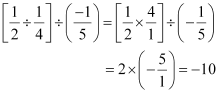 [1/2 ÷ 1/4] ÷ (-1/5) = [1/2 × 4/1] ÷ (-1/5)
= 2 × (-5/1) = -10